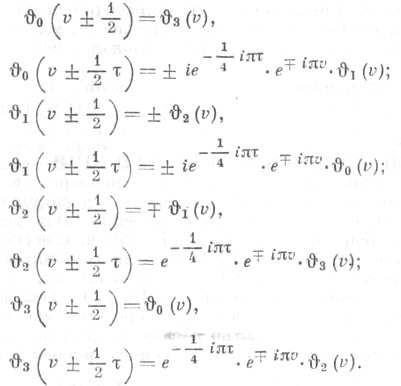 ϑ₀ (v ± 1/2) = ϑ₃ (v),
ϑ₀ (v ± 1/2 τ) = ± ie^{-1/4 iπτ} · e^{∓ iπv} · ϑ₁ (v);
ϑ₁ (v ± 1/2) = ± ϑ₂ (v),
ϑ₁ (v ± 1/2 τ) = ± ie^{-1/4 iπτ} · e^{∓ iπv} · ϑ₀ (v);
ϑ₂ (v ± 1/2) = ∓ ϑ₁ (v),
ϑ₂ (v ± 1/2 τ) = e^{-1/4 iπτ} · e^{∓ iπv} · ϑ₃ (v);
ϑ₃ (v ± 1/2) = ϑ₀ (v),
ϑ₃ (v ± 1/2 τ) = e^{-1/4 iπτ} · e^{∓ iπv} · ϑ₂ (v).